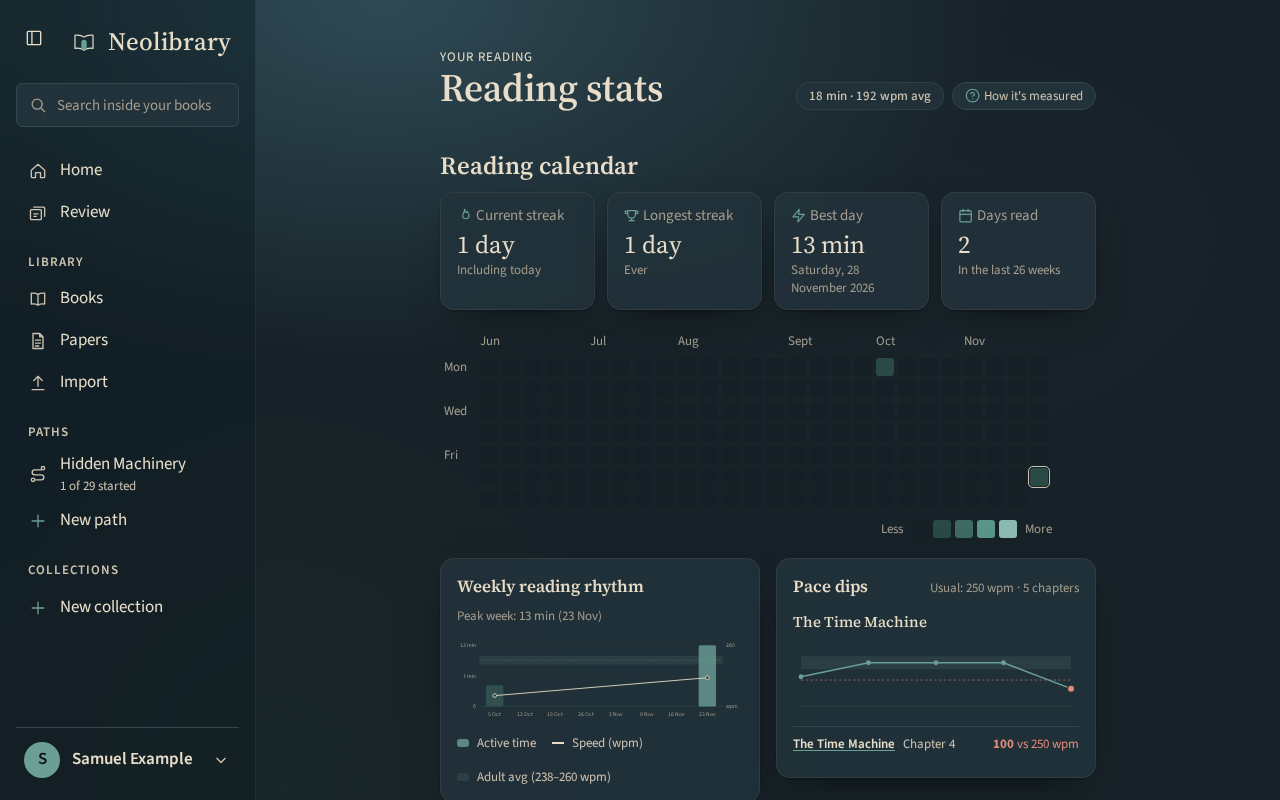 Neolibrary
Search inside your books
Home
Review
LIBRARY
Books
Papers
Import
PATHS
Hidden Machinery
1 of 29 started
New path
COLLECTIONS
New collection
S
Samuel Example
YOUR READING
Reading stats
18 min · 192 wpm avg
How it's measured
Reading calendar
Current streak
1 day
Including today
Longest streak
1 day
Ever
Best day
13 min
Saturday, 28
November 2026
Days read
2
In the last 26 weeks
Jun Jul Aug Sept Oct Nov
Mon
Wed
Fri
Less More
Weekly reading rhythm
Peak week: 13 min (23 Nov)
13 min 260
7 min
0 wpm
5 Oct 12 Oct 19 Oct 26 Oct 2 Nov 9 Nov 16 Nov 23 Nov
Active time Speed (wpm)
Adult avg (238–260 wpm)
Pace dips
Usual: 250 wpm · 5 chapters
The Time Machine
The Time Machine Chapter 4 100 vs 250 wpm